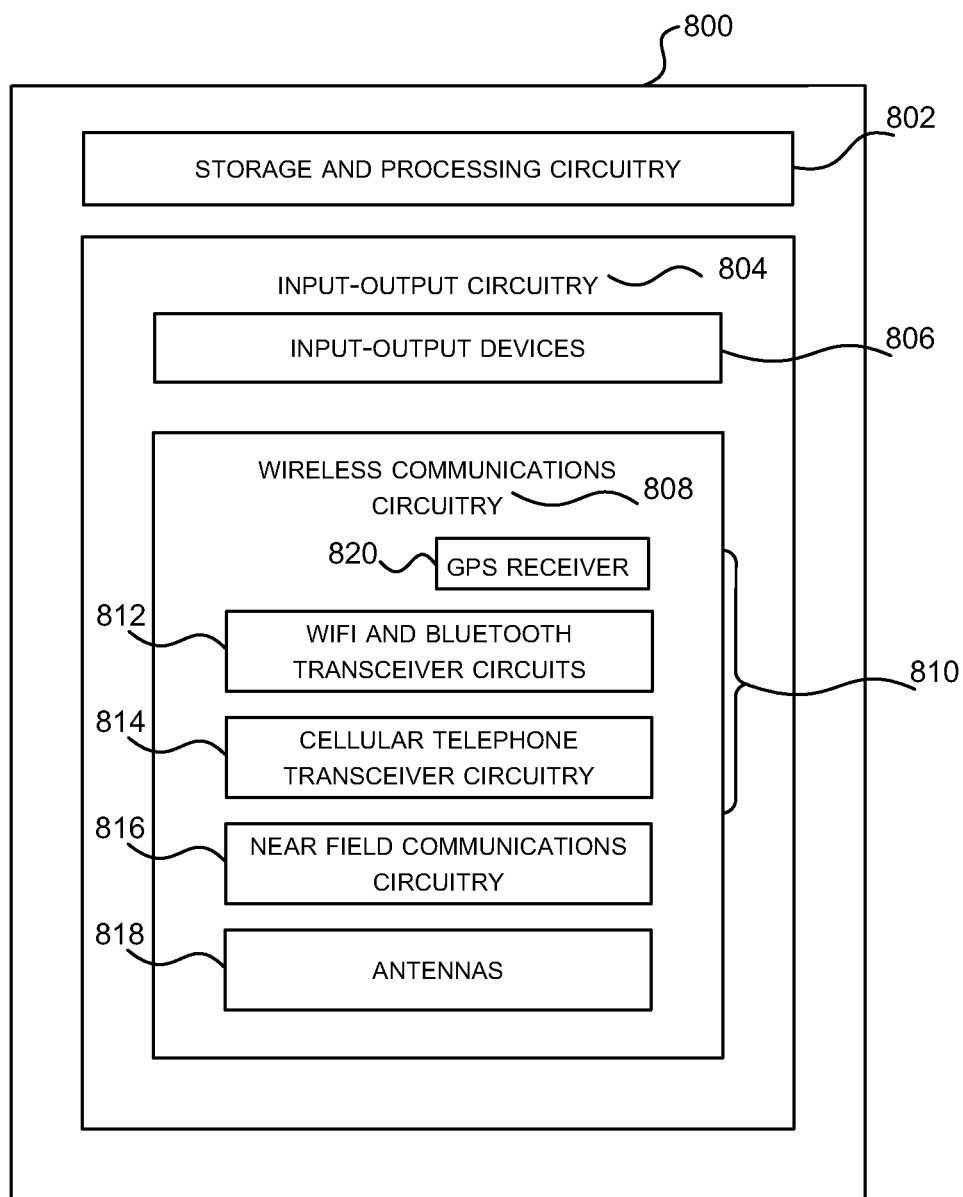 800
802
STORAGE AND PROCESSING CIRCUITRY
INPUT-OUTPUT CIRCUITRY 804
INPUT-OUTPUT DEVICES
806
WIRELESS COMMUNICATIONS
CIRCUITRY 808
820 GPS RECEIVER
812
WIFI AND BLUETOOTH
TRANSCEIVER CIRCUITS
810
814
CELLULAR TELEPHONE
TRANSCEIVER CIRCUITRY
816
NEAR FIELD COMMUNICATIONS
CIRCUITRY
818
ANTENNAS